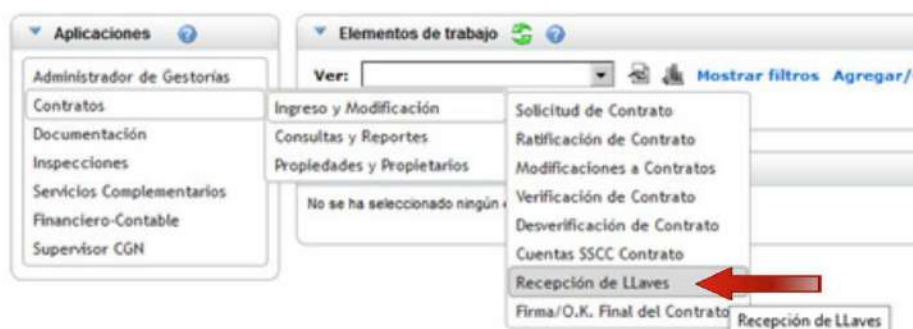 Aplicaciones
Elementos de trabajo
Ver:
Mostrar filtros Agregar/
Administrador de Gestorías
Contratos
Documentación
Inspecciones
Servicios Complementarios
Financiero-Contable
Supervisor CGN
Ingreso y Modificación
Consultas y Reportes
Propiedades y Propietarios
No se ha seleccionado ningún
Solicitud de Contrato
Ratificación de Contrato
Modificaciones a Contratos
Verificación de Contrato
Desverificación de Contrato
Cuentas SSCC Contrato
Recepción de LLaves
Firma/O.K. Final del Contrato
Recepción de LLaves